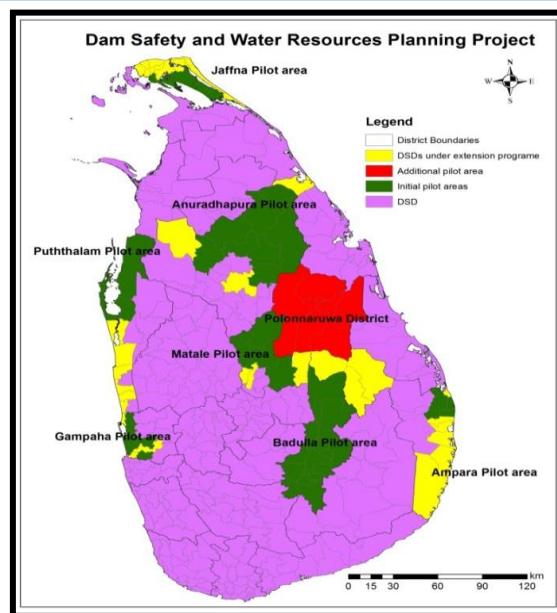 Dam Safety and Water Resources Planning Project
Jaffna Pilot area
N
W E
S
Legend
District Boundaries
DSDs under extension programe
Additional pilot area
Initial pilot areas
DSD
Anuradhapura Pilot area
Puththalam Pilot area
Polonnaruwa District
Matale Pilot area
Gampaha Pilot area
Badulla Pilot area
Ampara Pilot area
km
0 15 30 60 90 120